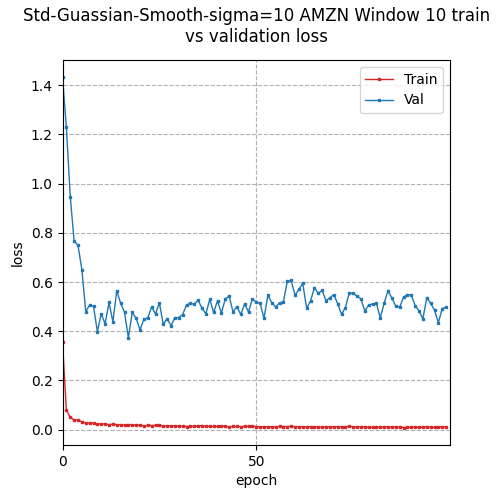 Std-Guassian-Smooth-sigma=10 AMZN Window 10 train
vs validation loss
Train
Val
1.4
1.2
1.0
0.8
0.6
0.4
0.2
0.0
loss
0
50
epoch